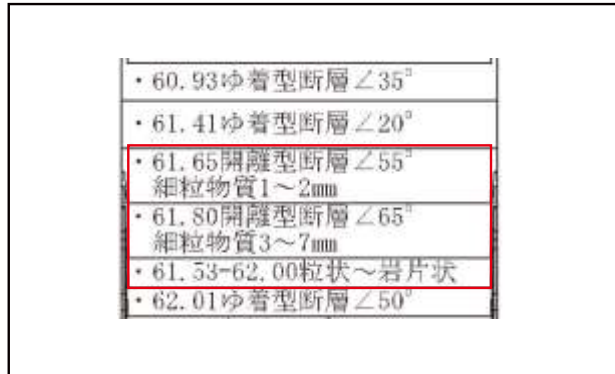 ・60.93ゆ着型断層∠35°
・61.41ゆ着型断層∠20°
・61.65開離型断層∠55°
細粒物質1～2mm
・61.80開離型断層∠65°
細粒物質3～7mm
・61.53-62.00粒状～岩片状
・62.01ゆ着型断層∠50°